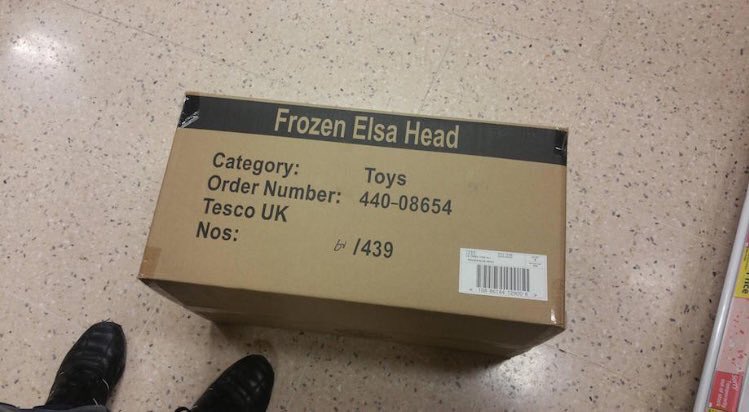 Frozen Elsa Head
Category: Toys
Order Number: 440-08654
Tesco UK
Nos: /439